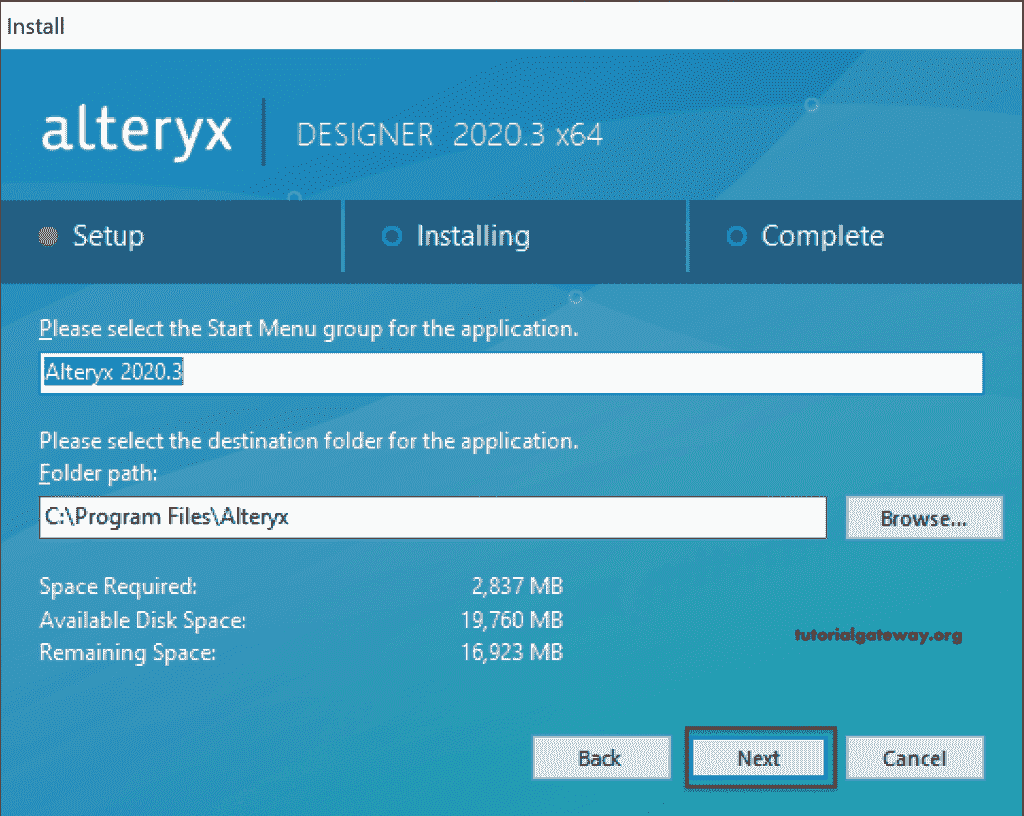 Install
alteryx DESIGNER 2020.3 x64
Setup Installing Complete
Please select the Start Menu group for the application.
Alteryx 2020.3
Please select the destination folder for the application.
Folder path:
C:\Program Files\Alteryx Browse...
Space Required: 2,837 MB
Available Disk Space: 19,760 MB
Remaining Space: 16,923 MB
tutorialgateway.org
Back Next Cancel